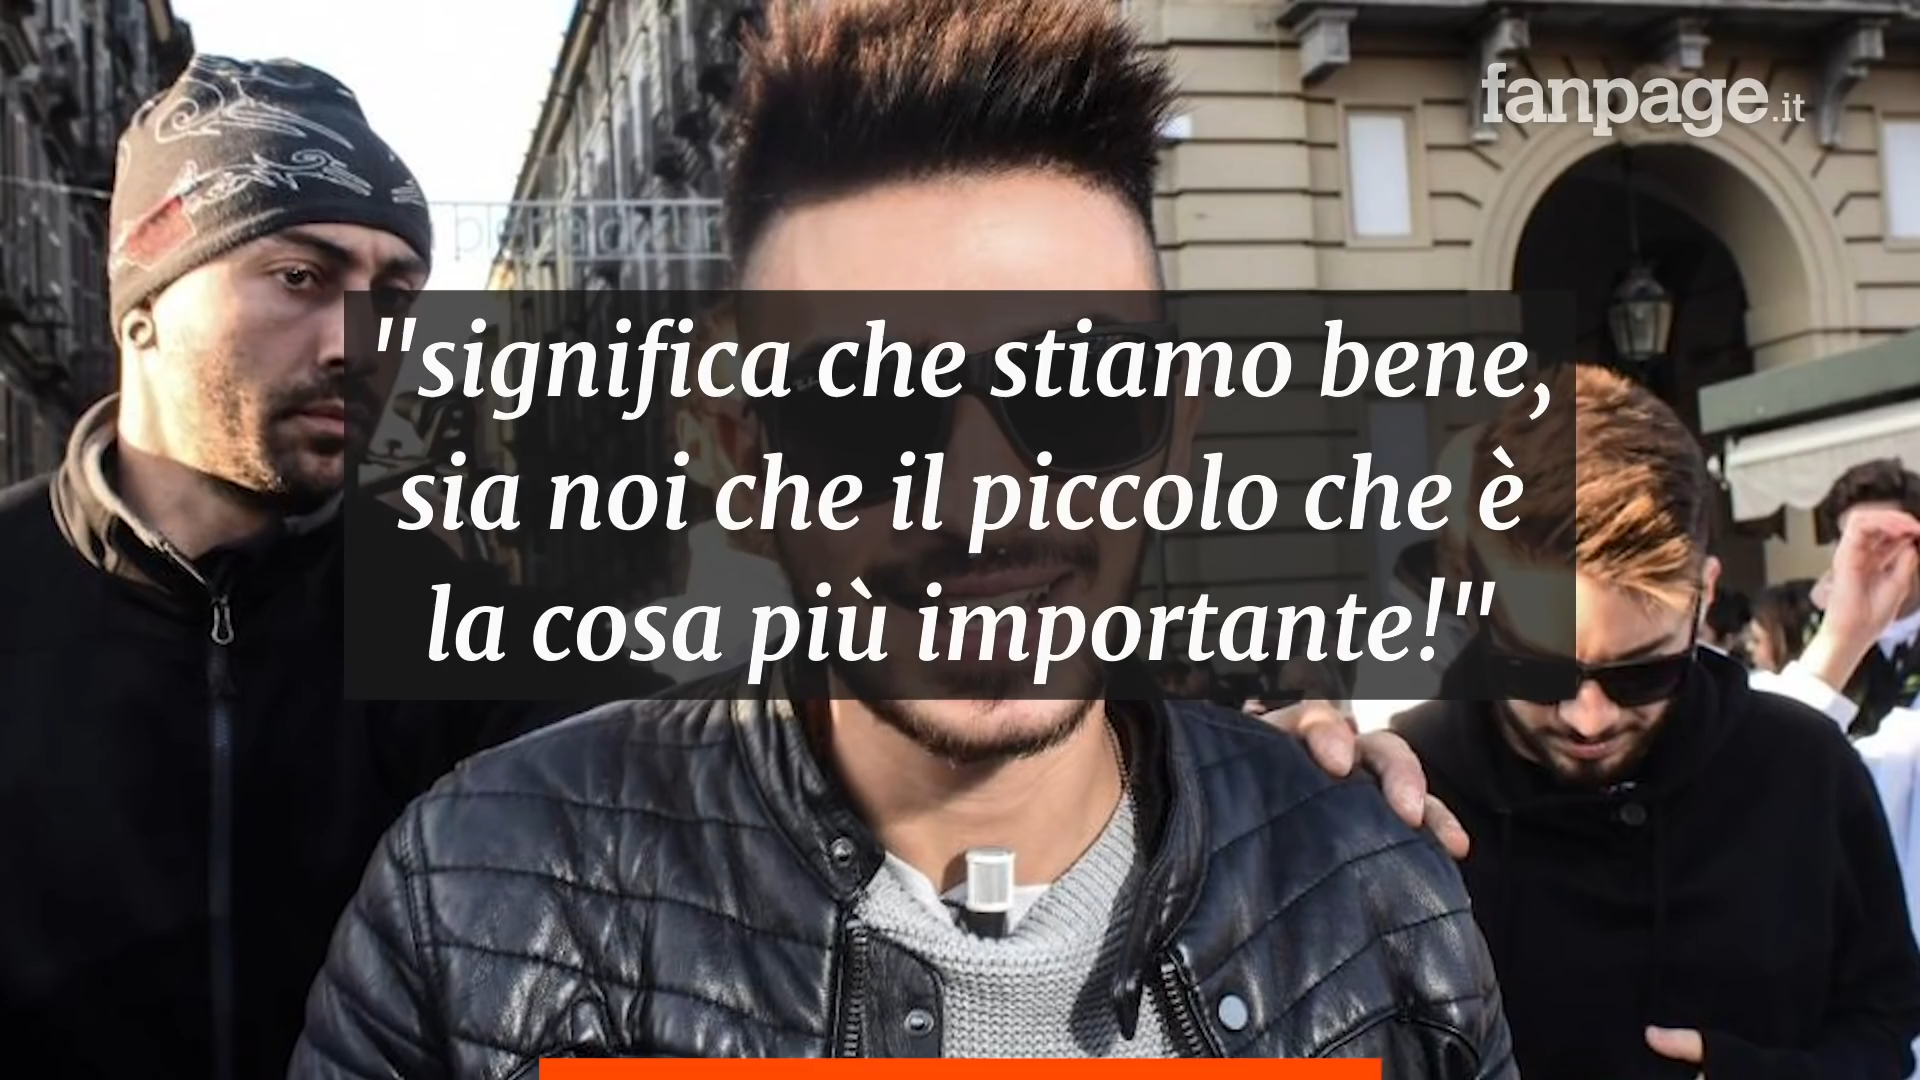 fanpage.it
"significa che stiamo bene,
sia noi che il piccolo che è
la cosa più importante!"